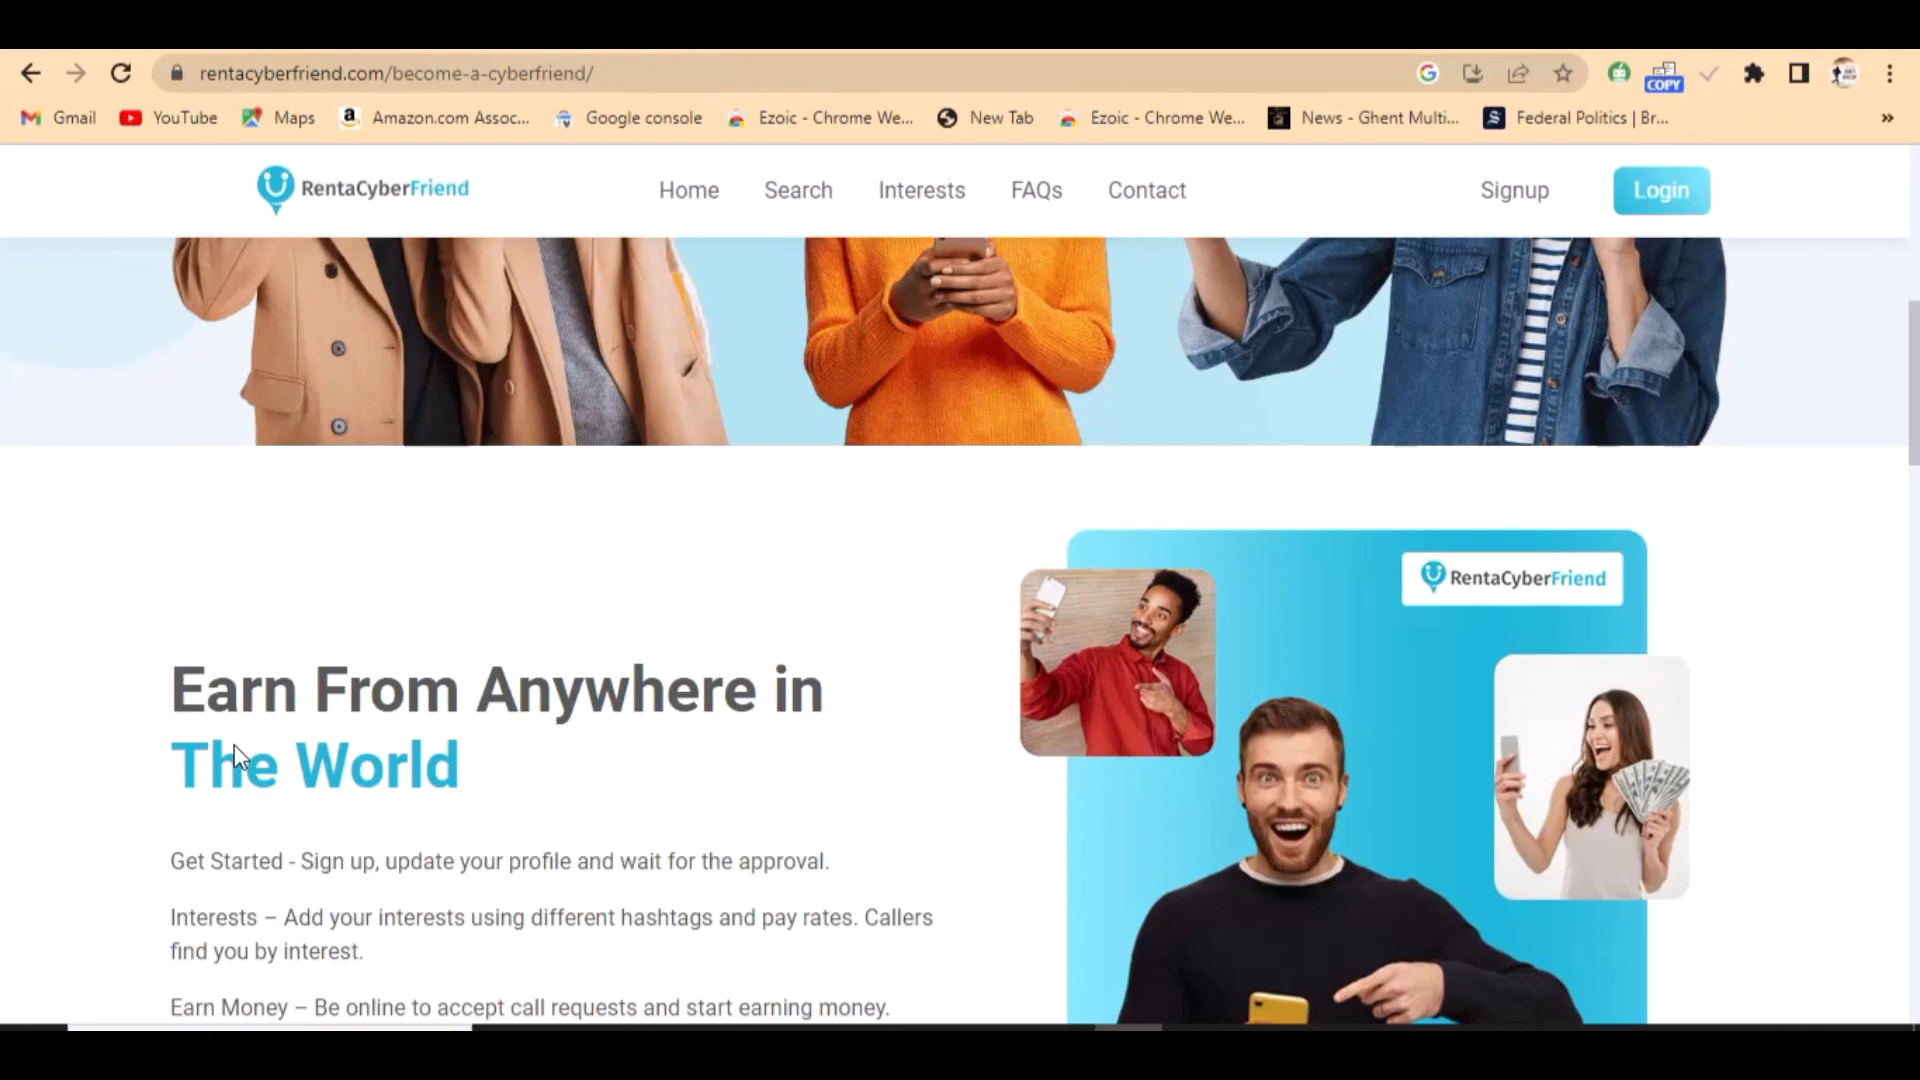 rentacyberfriend.com/become-a-cyberfriend/
COPY
Gmail YouTube Maps Amazon.com Assoc... Google console Ezoic - Chrome We... New Tab Ezoic - Chrome We... News - Ghent Multi... Federal Politics | Br... »
RentaCyberFriend Home Search Interests FAQs Contact Signup Login
RentaCyberFriend
Earn From Anywhere in
The World
Get Started - Sign up, update your profile and wait for the approval.
Interests – Add your interests using different hashtags and pay rates. Callers
find you by interest.
Earn Money – Be online to accept call requests and start earning money.